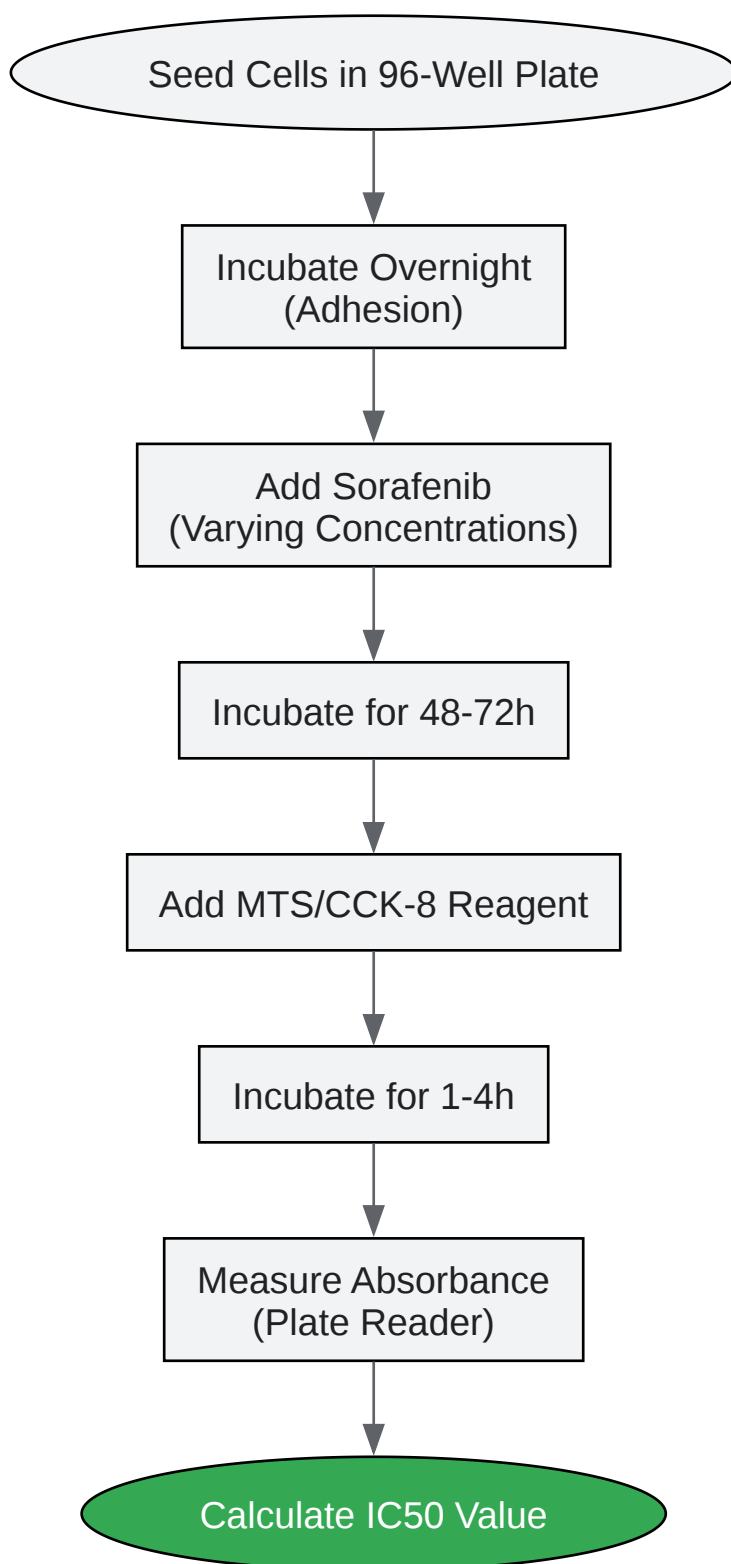 Seed Cells in 96-Well Plate
Incubate Overnight
(Adhesion)
Add Sorafenib
(Varying Concentrations)
Incubate for 48-72h
Add MTS/CCK-8 Reagent
Incubate for 1-4h
Measure Absorbance
(Plate Reader)
Calculate IC50 Value